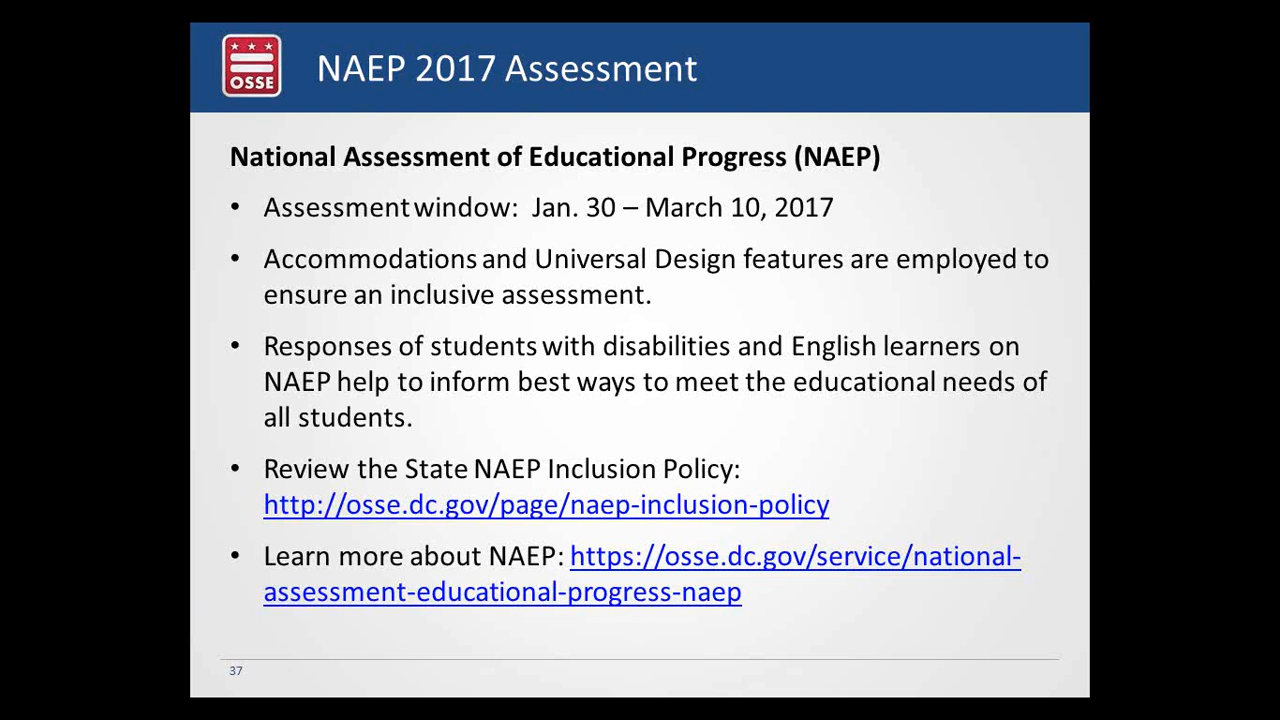 OSSE
NAEP 2017 Assessment
National Assessment of Educational Progress (NAEP)
• Assessment window: Jan. 30 – March 10, 2017
• Accommodations and Universal Design features are employed to
ensure an inclusive assessment.
• Responses of students with disabilities and English learners on
NAEP help to inform best ways to meet the educational needs of
all students.
• Review the State NAEP Inclusion Policy:
http://osse.dc.gov/page/naep-inclusion-policy
• Learn more about NAEP: https://osse.dc.gov/service/national-
assessment-educational-progress-naep
37